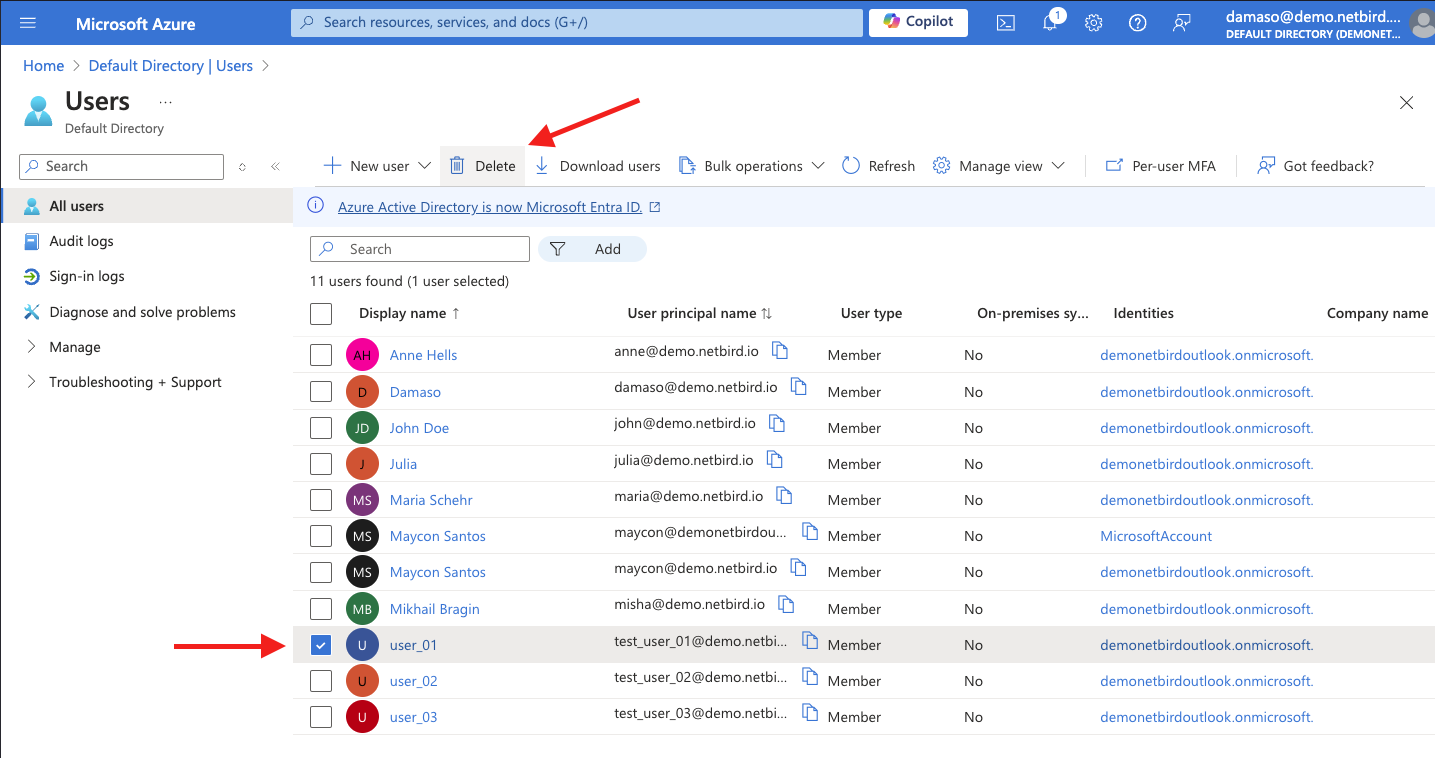 Microsoft Azure
Search resources, services, and docs (G+/)
Copilot
1
damaso@demo.netbird....
DEFAULT DIRECTORY (DEMONET...
Home > Default Directory | Users >
Users ...
Default Directory
Search
New user
Delete
Download users
Bulk operations
Refresh
Manage view
Per-user MFA
Got feedback?
All users
Audit logs
Sign-in logs
Diagnose and solve problems
Manage
Troubleshooting + Support
Azure Active Directory is now Microsoft Entra ID.
Search
Add
11 users found (1 user selected)
Display name ↑ User principal name ↑↓ User type On-premises sy... Identities Company name
AH Anne Hells anne@demo.netbird.io Member No demonetbirdoutlook.onmicrosoft.
D Damaso damaso@demo.netbird.io Member No demonetbirdoutlook.onmicrosoft.
JD John Doe john@demo.netbird.io Member No demonetbirdoutlook.onmicrosoft.
J Julia julia@demo.netbird.io Member No demonetbirdoutlook.onmicrosoft.
MS Maria Schehr maria@demo.netbird.io Member No demonetbirdoutlook.onmicrosoft.
MS Maycon Santos maycon@demonetbirdou... Member No MicrosoftAccount
MS Maycon Santos maycon@demo.netbird.io Member No demonetbirdoutlook.onmicrosoft.
MB Mikhail Bragin misha@demo.netbird.io Member No demonetbirdoutlook.onmicrosoft.
U user_01 test_user_01@demo.netbi... Member No demonetbirdoutlook.onmicrosoft.
U user_02 test_user_02@demo.netbi... Member No demonetbirdoutlook.onmicrosoft.
U user_03 test_user_03@demo.netbi... Member No demonetbirdoutlook.onmicrosoft.